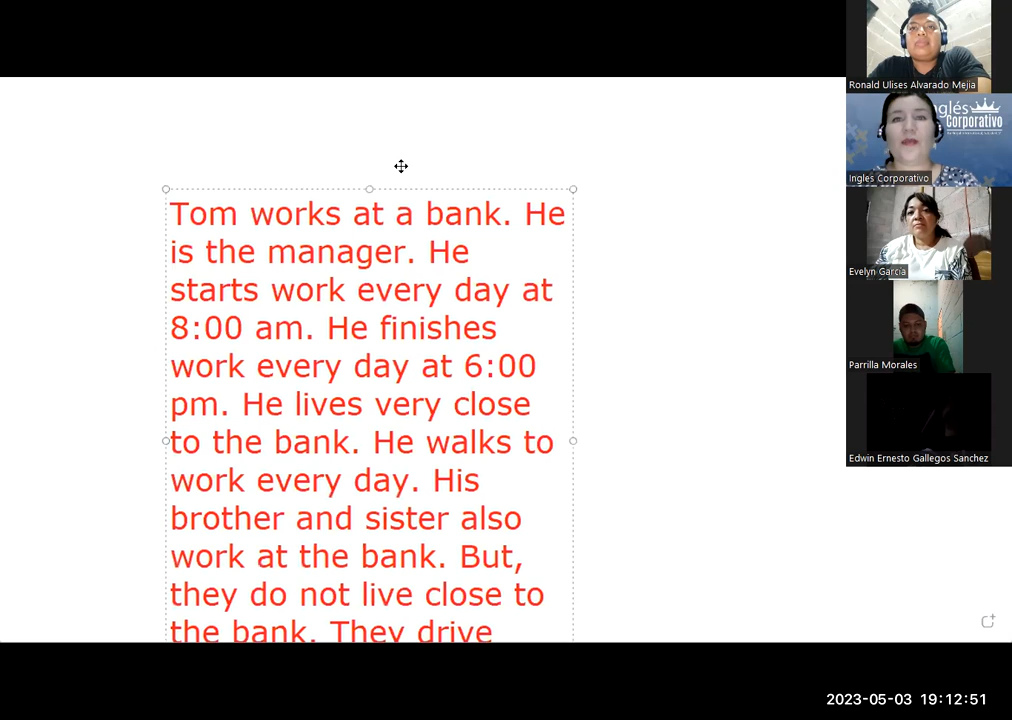 Tom works at a bank. He
is the manager. He
starts work every day at
8:00 am. He finishes
work every day at 6:00
pm. He lives very close
to the bank. He walks to
work every day. His
brother and sister also
work at the bank. But,
they do not live close to
the bank. They drive
Ronald Ulises Alvarado Mejia
nglés
Corporativo
Ingles Corporativo
Evelyn Garcia
Parrilla Morales
Edwin Ernesto Gallegos Sanchez
2023-05-03 19:12:51